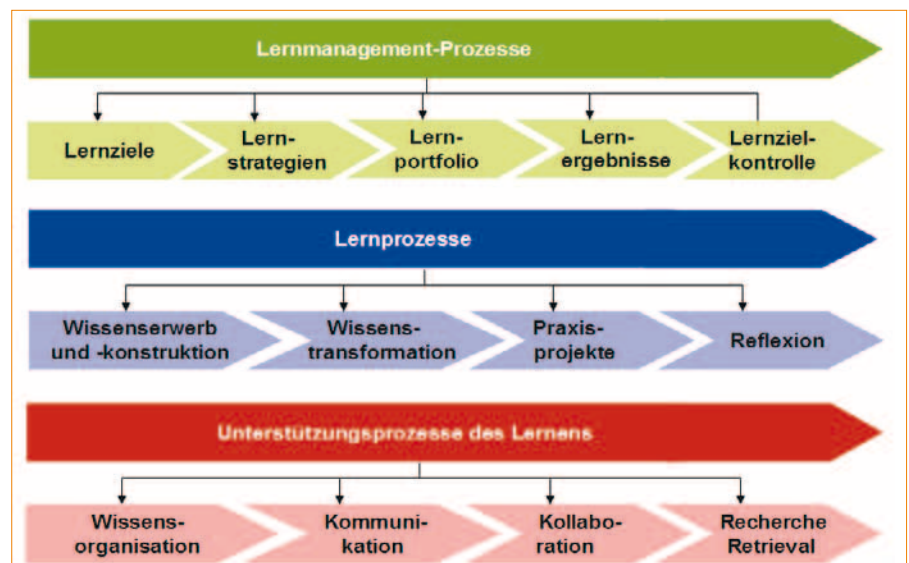 Lernmanagement-Prozesse
Lernziele
Lern-
strategien
Lern-
portfolio
Lern-
ergebnisse
Lernziel-
kontrolle
Lernprozesse
Wissenserwerb
und -konstruktion
Wissens-
transformation
Praxis-
projekte
Reflexion
Unterstützungsprozesse des Lernens
Wissens-
organisation
Kommuni-
kation
Kollabo-
ration
Recherche
Retrieval